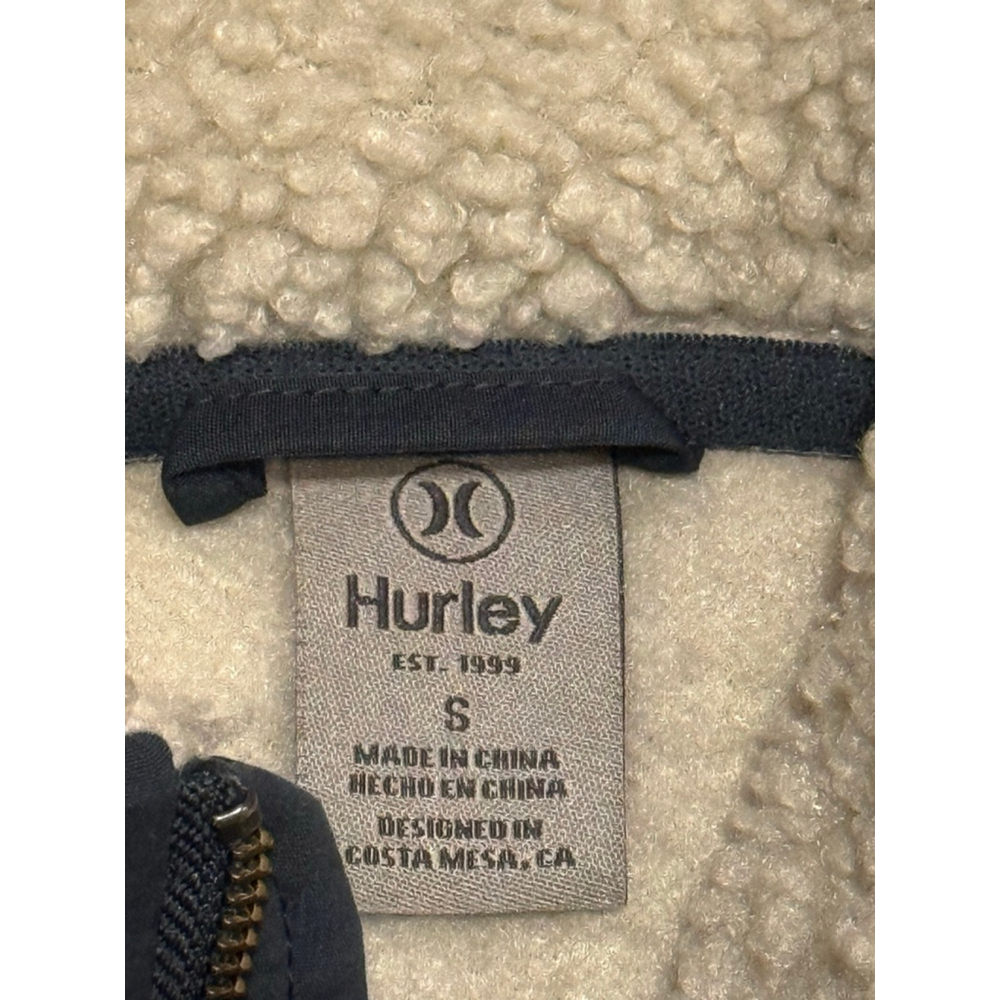 Hurley
EST. 1999
S
MADE IN CHINA
HECHO EN CHINA
DESIGNED IN
COSTA MESA, CA